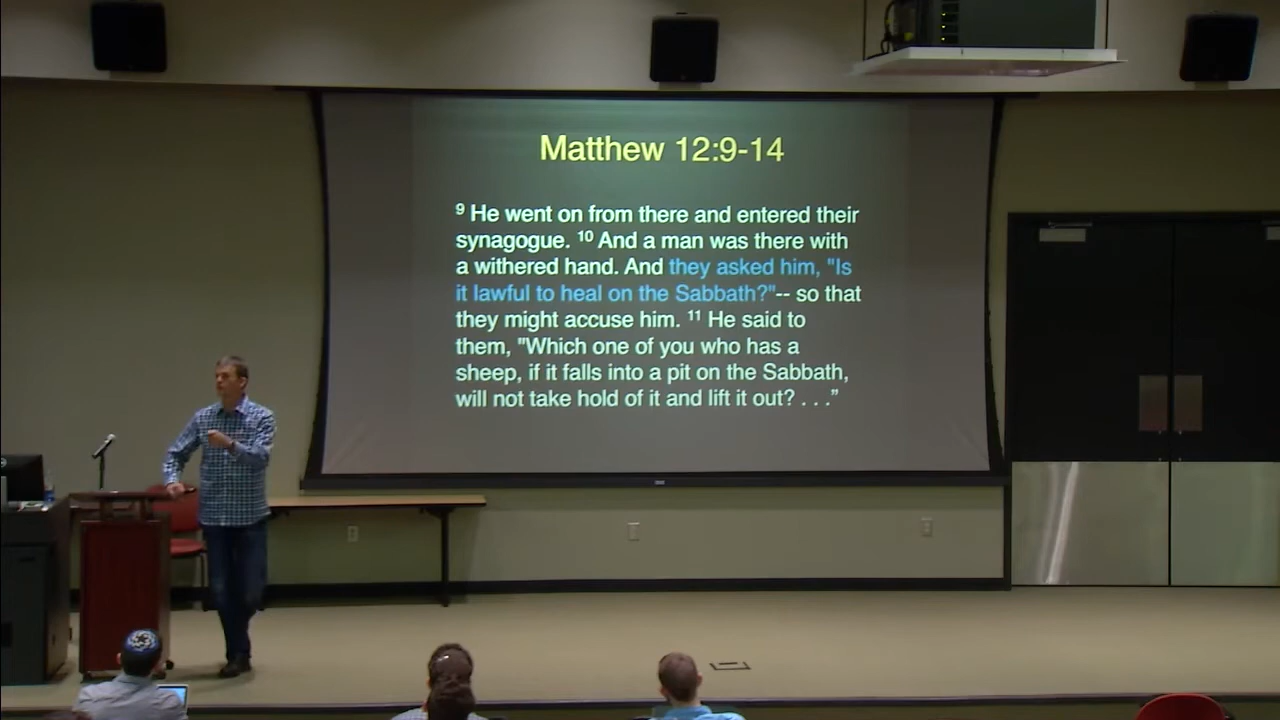 Matthew 12:9-14
⁹ He went on from there and entered their
synagogue. ¹⁰ And a man was there with
a withered hand. And they asked him, "Is
it lawful to heal on the Sabbath?"-- so that
they might accuse him. ¹¹ He said to
them, "Which one of you who has a
sheep, if it falls into a pit on the Sabbath,
will not take hold of it and lift it out? . . ."